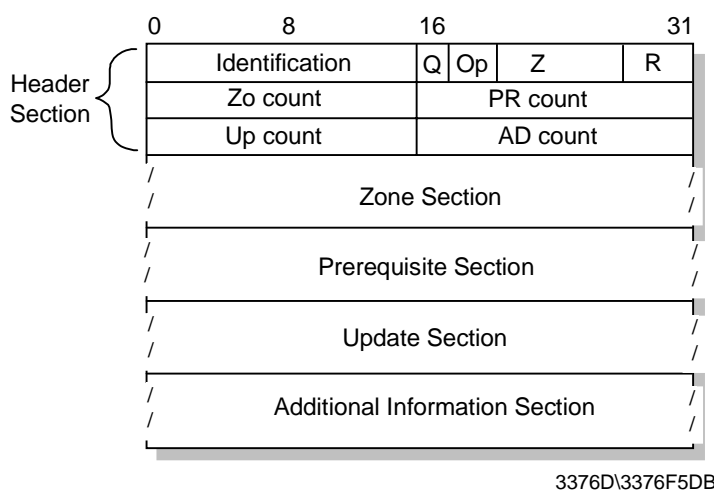 0 8 16 31
Header
Section
Identification Q Op Z R
Zo count PR count
Up count AD count
Zone Section
Prerequisite Section
Update Section
Additional Information Section
3376D\3376F5DB